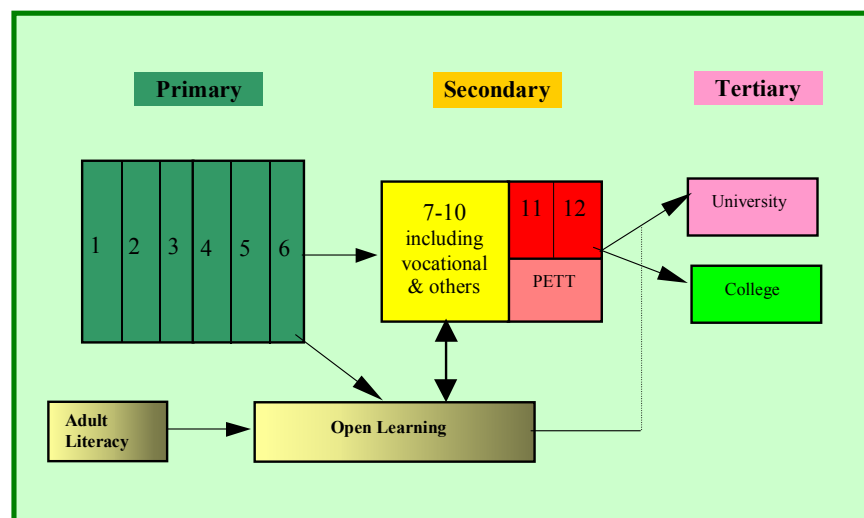 Primary
Secondary
Tertiary
1 2 3 4 5 6
7-10
including
vocational
& others
11 12
PETT
University
College
Adult
Literacy
Open Learning